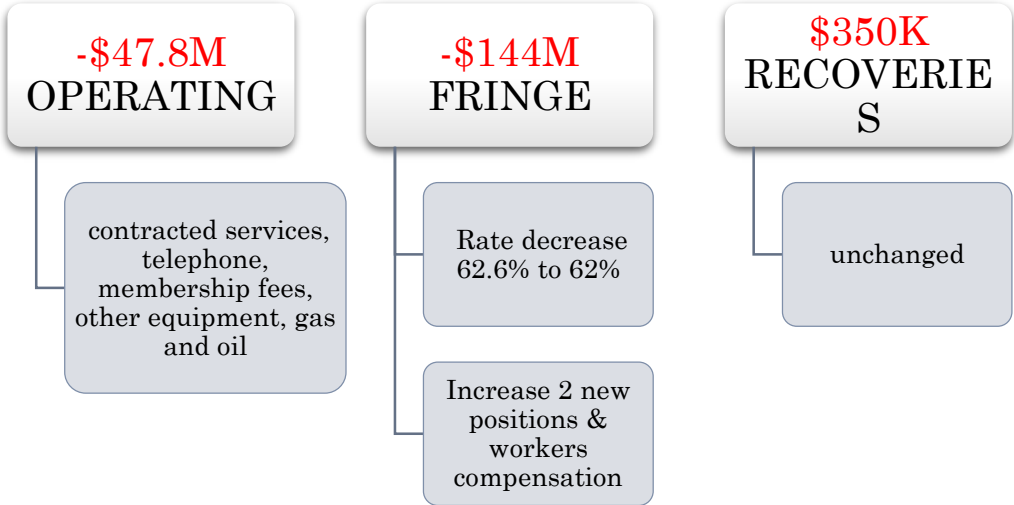 -$47.8M
OPERATING
contracted services,
telephone,
membership fees,
other equipment, gas
and oil
-$144M
FRINGE
Rate decrease
62.6% to 62%
Increase 2 new
positions &
workers
compensation
$350K
RECOVERIE
S
unchanged